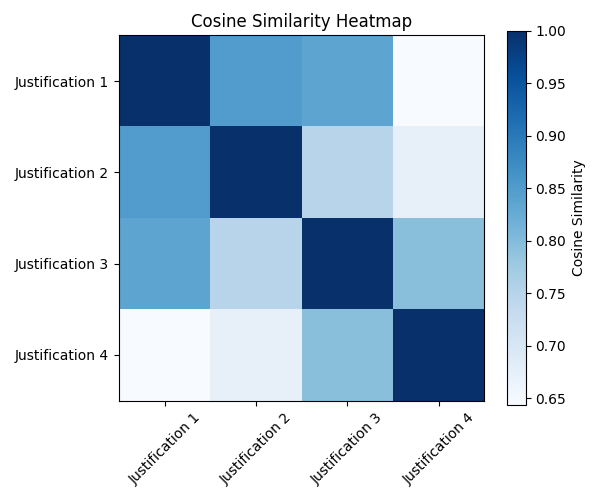 Cosine Similarity Heatmap
Justification 1
Justification 2
Justification 3
Justification 4
Justification 1
Justification 2
Justification 3
Justification 4
1.00
0.95
0.90
0.85
0.80
0.75
0.70
0.65
Cosine Similarity